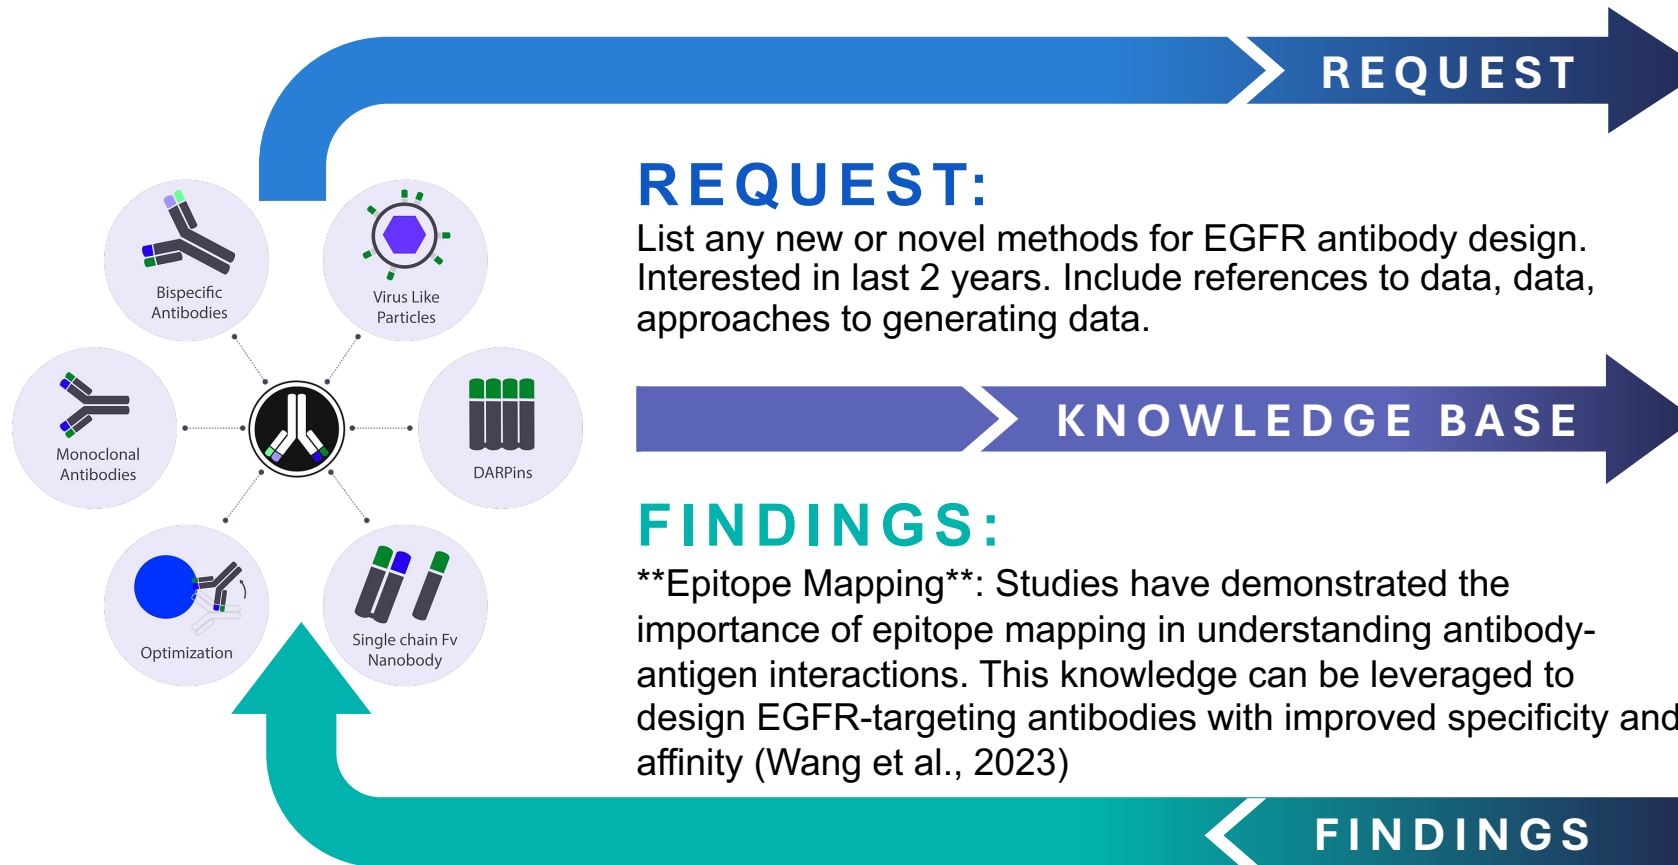 REQUEST
REQUEST:
List any new or novel methods for EGFR antibody design.
Interested in last 2 years. Include references to data, data,
approaches to generating data.
KNOWLEDGE BASE
FINDINGS:
**Epitope Mapping**: Studies have demonstrated the
importance of epitope mapping in understanding antibody-
antigen interactions. This knowledge can be leveraged to
design EGFR-targeting antibodies with improved specificity and
affinity (Wang et al., 2023)
FINDINGS
Bispecific
Antibodies
Virus Like
Particles
Monoclonal
Antibodies
DARPins
Optimization
Single chain Fv
Nanobody